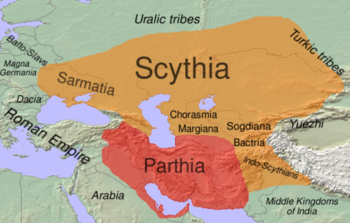 Uralic tribes
Turkic tribes
Balto-Slavs
Magna
Germania
Scythia
Sarmatia
Dacia
Chorasmia
Margiana
Sogdiana
Yuezhi
Bactria
Roman Empire
Parthia
Indo-Scythians
Arabia
Middle Kingdoms
of India